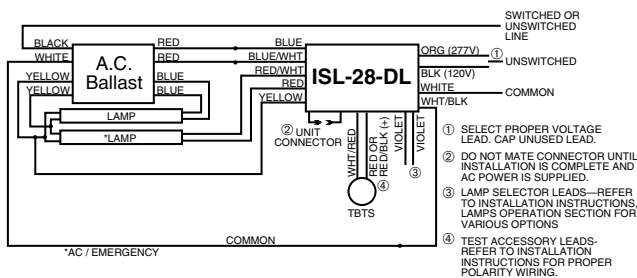 SWITCHED OR
UNSWITCHED
LINE
BLACK
RED
BLUE
ORG (277V)
①
WHITE
RED
BLUE/WHT
UNSWITCHED
A.C.
Ballast
ISL-28-DL
RED/WHT
BLK (120V)
YELLOW
BLUE
RED
WHITE
COMMON
YELLOW
BLUE
YELLOW
WHT/BLK
LAMP
*LAMP
② UNIT
CONNECTOR
WHT/RED
RED OR
RED/BLK (+)
VIOLET
VIOLET
③
④
TBTS
COMMON
*AC / EMERGENCY
① SELECT PROPER VOLTAGE
LEAD. CAP UNUSED LEAD.
② DO NOT MATE CONNECTOR UNTIL
INSTALLATION IS COMPLETE AND
AC POWER IS SUPPLIED.
③ LAMP SELECTOR LEADS—REFER
TO INSTALLATION INSTRUCTIONS,
LAMPS OPERATION SECTION FOR
VARIOUS OPTIONS
④ TEST ACCESSORY LEADS-
REFER TO INSTALLATION
INSTRUCTIONS FOR PROPER
POLARITY WIRING.